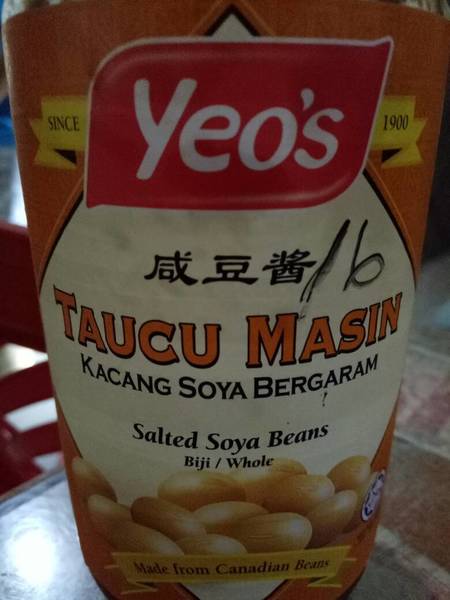 Yeo's
SINCE 1900
咸豆酱
16
TAUCU MASIN
KACANG SOYA BERGARAM
Salted Soya Beans
Biji / Whole
Made from Canadian Beans